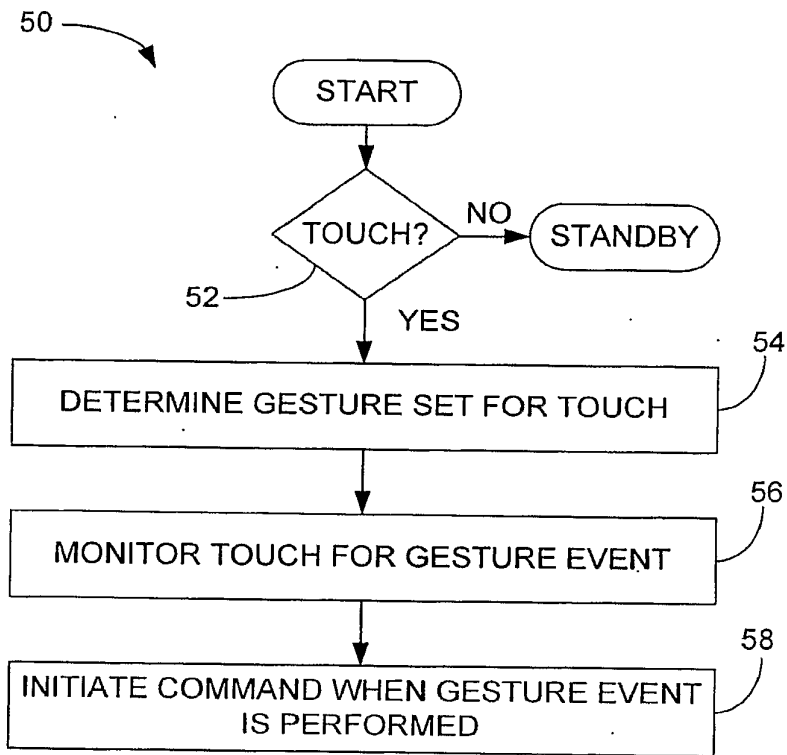 50
START
TOUCH?
NO
STANDBY
52
YES
54
DETERMINE GESTURE SET FOR TOUCH
56
MONITOR TOUCH FOR GESTURE EVENT
58
INITIATE COMMAND WHEN GESTURE EVENT
IS PERFORMED